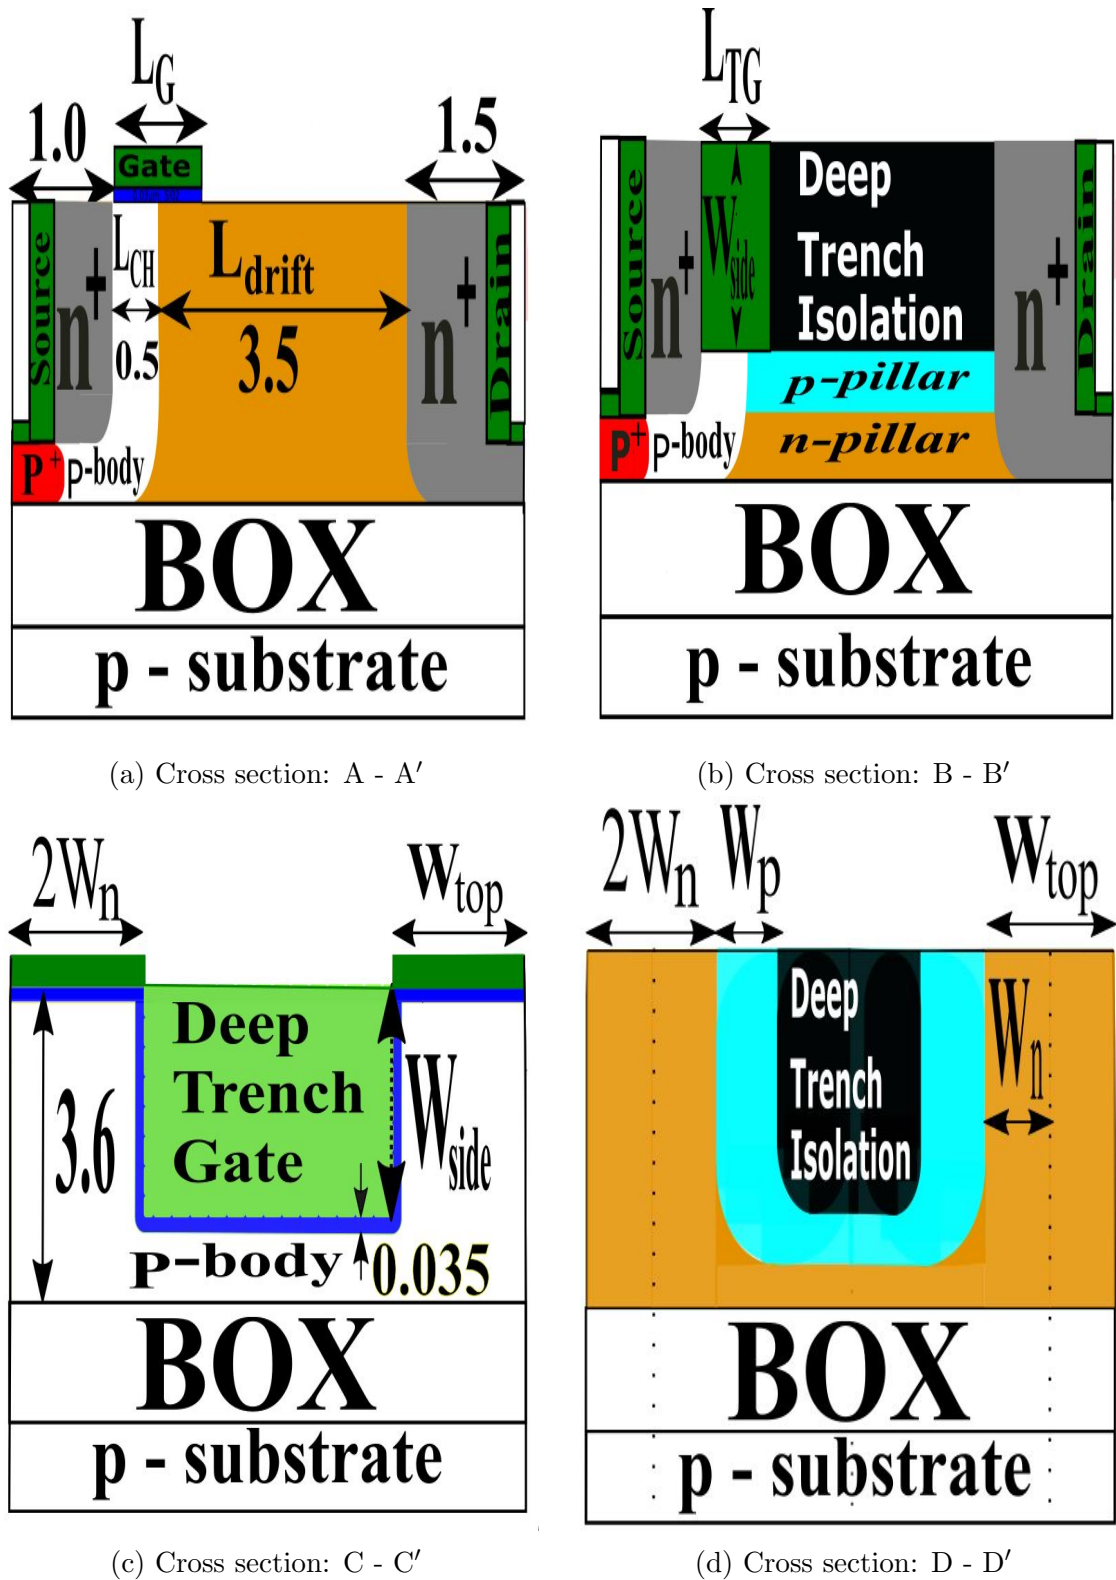 L_G
1.0
1.5
Gate
Source
n+
L_CH
0.5
L_drift
3.5
n+
Drain
P+
p-body
BOX
p - substrate
(a) Cross section: A - A′
L_TG
Source
n+
W_side
Deep
Trench
Isolation
n+
Drain
p-pillar
P+
p-body
n-pillar
BOX
p - substrate
(b) Cross section: B - B′
2W_n
W_top
Deep
Trench
Gate
3.6
W_side
p-body
0.035
BOX
p - substrate
(c) Cross section: C - C′
2W_n
W_p
W_top
Deep
Trench
Isolation
W_n
BOX
p - substrate
(d) Cross section: D - D′